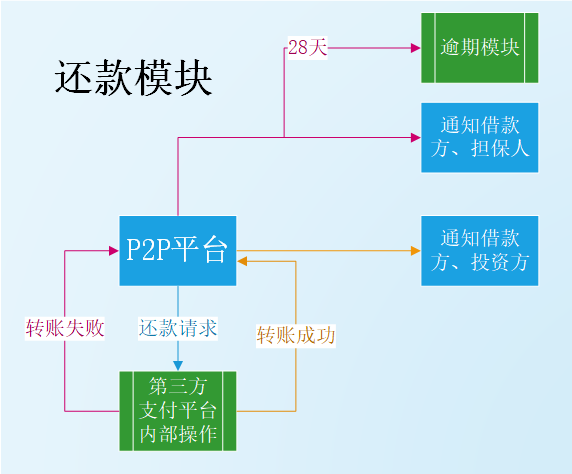 还款模块
28天
逾期模块
通知借款
方、担保人
P2P平台
通知借款
方、投资方
转账失败
还款请求
转账成功
第三方
支付平台
内部操作